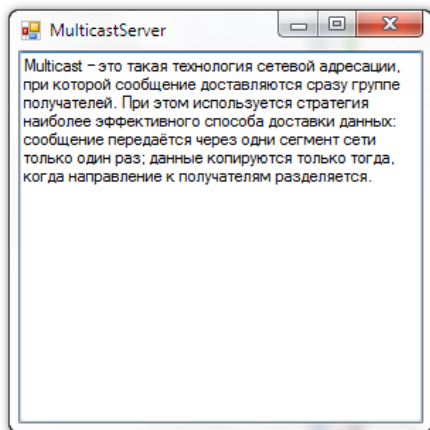 MulticastServer
Multicast – это такая технология сетевой адресации,
при которой сообщение доставляются сразу группе
получателей. При этом используется стратегия
наиболее эффективного способа доставки данных:
сообщение передаётся через одни сегмент сети
только один раз; данные копируются только тогда,
когда направление к получателям разделяется.